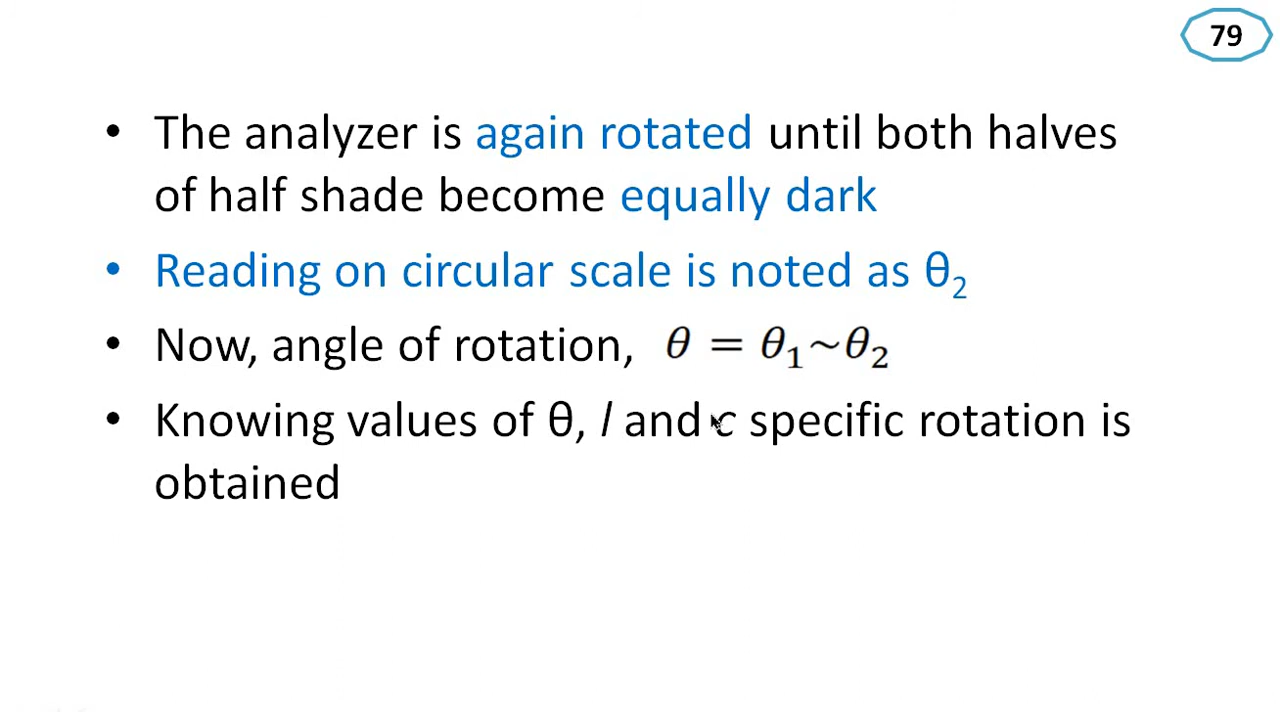 79
• The analyzer is again rotated until both halves
of half shade become equally dark
• Reading on circular scale is noted as θ₂
• Now, angle of rotation, θ = θ₁~θ₂
• Knowing values of θ, l and c specific rotation is
obtained